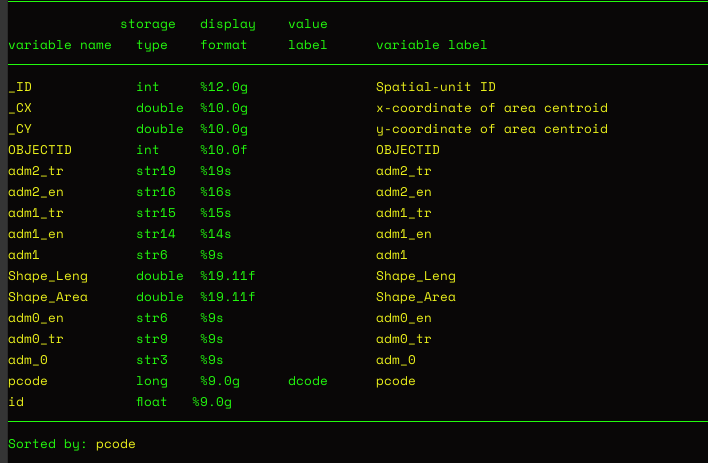 storage   display    value
variable name   type    format     label      variable label
_ID             int     %12.0g                Spatial-unit ID
_CX             double  %10.0g                x-coordinate of area centroid
_CY             double  %10.0g                y-coordinate of area centroid
OBJECTID        int     %10.0f                OBJECTID
adm2_tr         str19   %19s                  adm2_tr
adm2_en         str16   %16s                  adm2_en
adm1_tr         str15   %15s                  adm1_tr
adm1_en         str14   %14s                  adm1_en
adm1            str6    %9s                   adm1
Shape_Leng      double  %19.11f               Shape_Leng
Shape_Area      double  %19.11f               Shape_Area
adm0_en         str6    %9s                   adm0_en
adm0_tr         str9    %9s                   adm0_tr
adm_0           str3    %9s                   adm_0
pcode           long    %9.0g      dcode      pcode
id              float   %9.0g
Sorted by: pcode